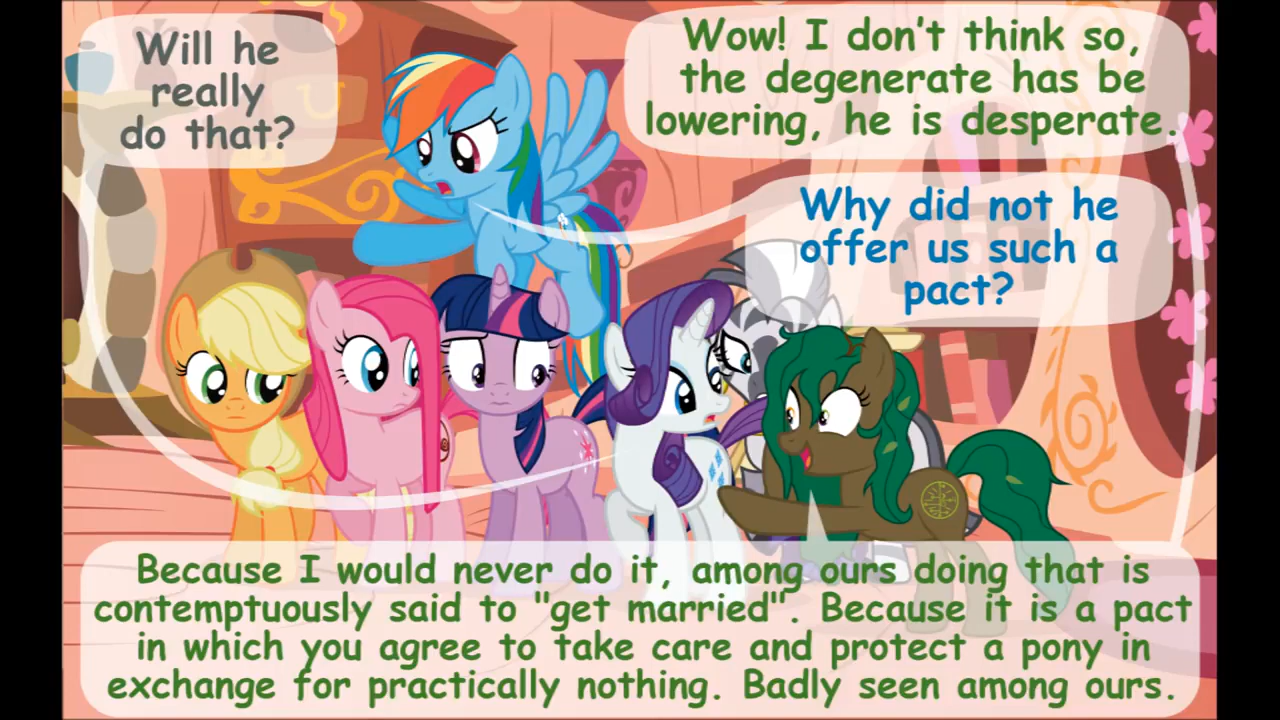 Will he
really
do that?
Wow! I don't think so,
the degenerate has be
lowering, he is desperate.
Why did not he
offer us such a
pact?
Because I would never do it, among ours doing that is
contemptuously said to "get married". Because it is a pact
in which you agree to take care and protect a pony in
exchange for practically nothing. Badly seen among ours.